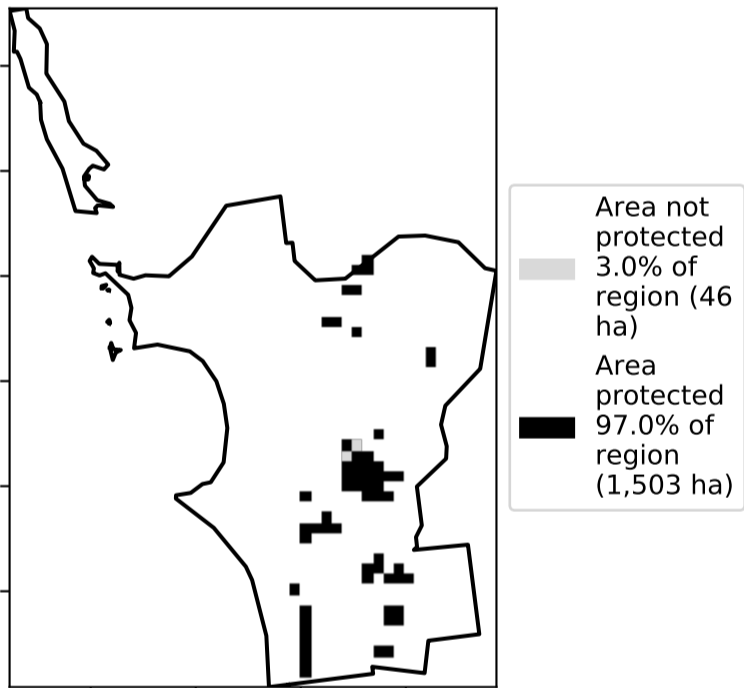 Area not
protected
3.0% of
region (46
ha)
Area
protected
97.0% of
region
(1,503 ha)